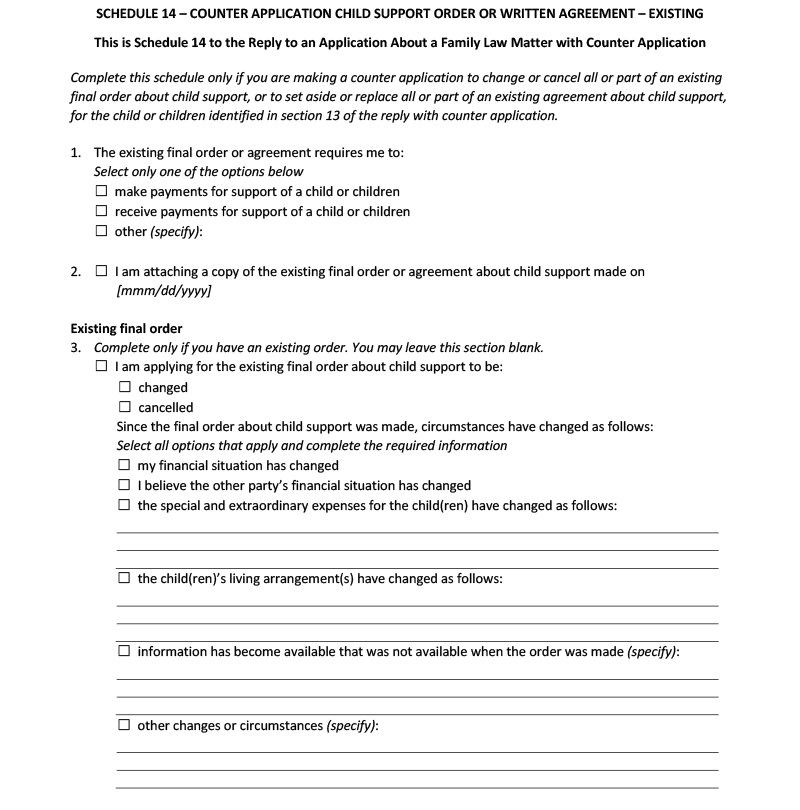 SCHEDULE 14 – COUNTER APPLICATION CHILD SUPPORT ORDER OR WRITTEN AGREEMENT – EXISTING
This is Schedule 14 to the Reply to an Application About a Family Law Matter with Counter Application
Complete this schedule only if you are making a counter application to change or cancel all or part of an existing
final order about child support, or to set aside or replace all or part of an existing agreement about child support,
for the child or children identified in section 13 of the reply with counter application.
1. The existing final order or agreement requires me to:
Select only one of the options below
☐ make payments for support of a child or children
☐ receive payments for support of a child or children
☐ other (specify):
2. ☐ I am attaching a copy of the existing final order or agreement about child support made on
[mmm/dd/yyyy]
Existing final order
3. Complete only if you have an existing order. You may leave this section blank.
☐ I am applying for the existing final order about child support to be:
☐ changed
☐ cancelled
Since the final order about child support was made, circumstances have changed as follows:
Select all options that apply and complete the required information
☐ my financial situation has changed
☐ I believe the other party's financial situation has changed
☐ the special and extraordinary expenses for the child(ren) have changed as follows:
☐ the child(ren)'s living arrangement(s) have changed as follows:
☐ information has become available that was not available when the order was made (specify):
☐ other changes or circumstances (specify):